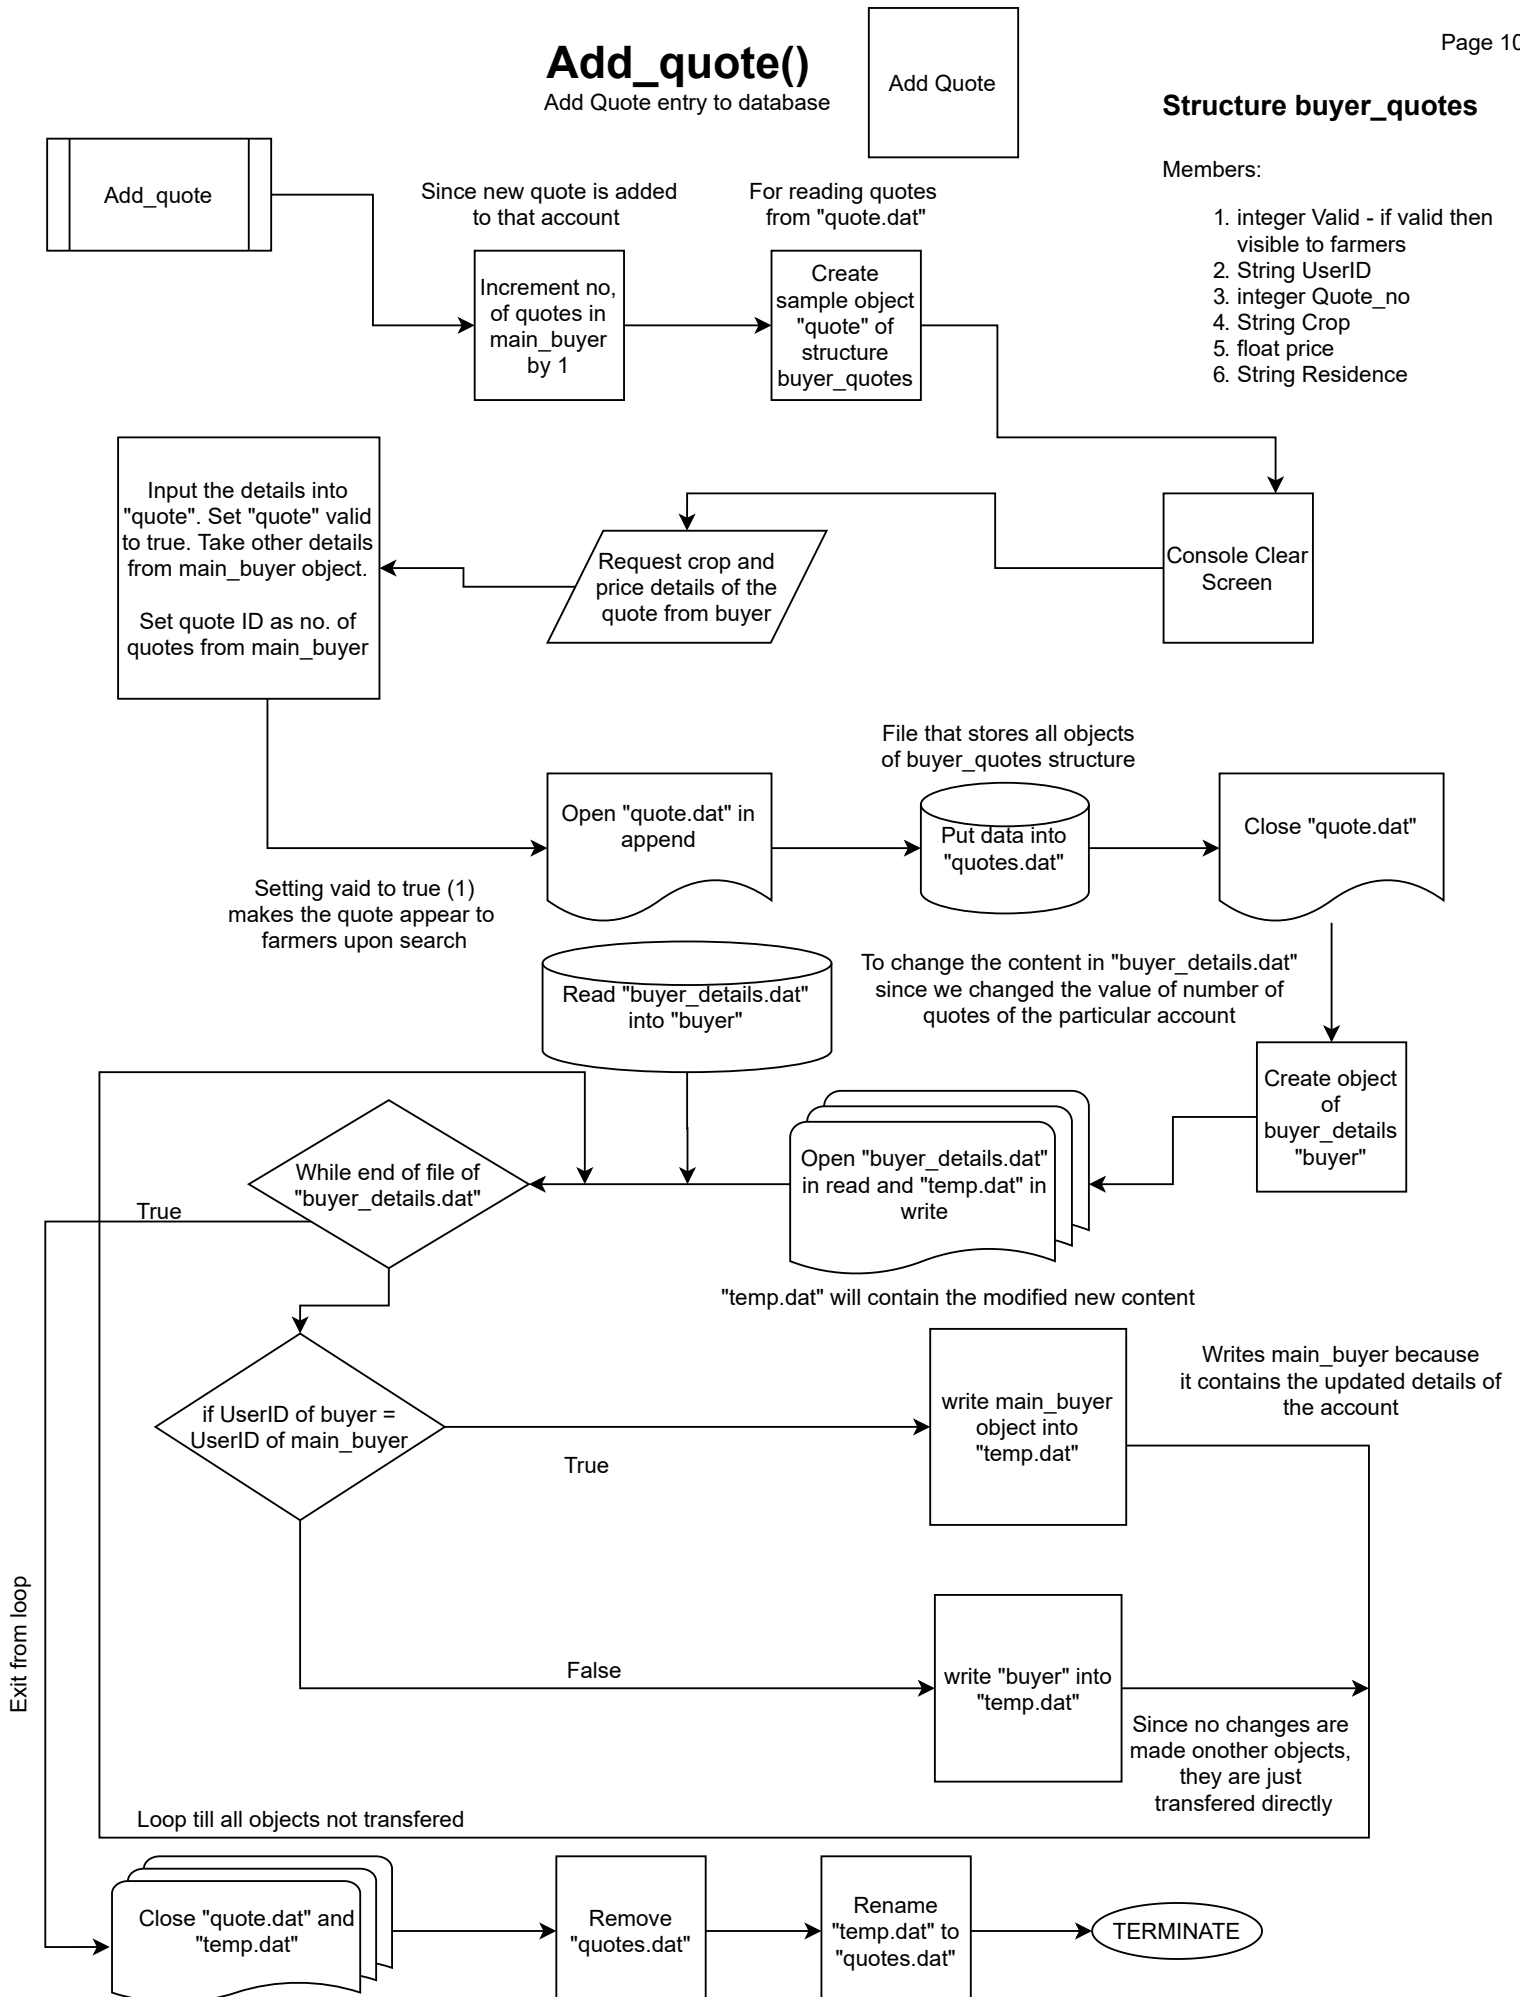 Page 10
Add_quote()
Add Quote entry to database
Add Quote
Structure buyer_quotes
Members:
1. integer Valid - if valid then
visible to farmers
2. String UserID
3. integer Quote_no
4. String Crop
5. float price
6. String Residence
Add_quote
Since new quote is added
to that account
For reading quotes
from "quote.dat"
Increment no,
of quotes in
main_buyer
by 1
Create
sample object
"quote" of
structure
buyer_quotes
Input the details into
"quote". Set "quote" valid
to true. Take other details
from main_buyer object.
Set quote ID as no. of
quotes from main_buyer
Request crop and
price details of the
quote from buyer
Console Clear
Screen
File that stores all objects
of buyer_quotes structure
Open "quote.dat" in
append
Put data into
"quotes.dat"
Close "quote.dat"
Setting vaid to true (1)
makes the quote appear to
farmers upon search
Read "buyer_details.dat"
into "buyer"
To change the content in "buyer_details.dat"
since we changed the value of number of
quotes of the particular account
Create object
of
buyer_details
"buyer"
While end of file of
"buyer_details.dat"
Open "buyer_details.dat"
in read and "temp.dat" in
write
True
"temp.dat" will contain the modified new content
if UserID of buyer =
UserID of main_buyer
True
write main_buyer
object into
"temp.dat"
Writes main_buyer because
it contains the updated details of
the account
Exit from loop
False
write "buyer" into
"temp.dat"
Since no changes are
made onother objects,
they are just
transfered directly
Loop till all objects not transfered
Close "quote.dat" and
"temp.dat"
Remove
"quotes.dat"
Rename
"temp.dat" to
"quotes.dat"
TERMINATE